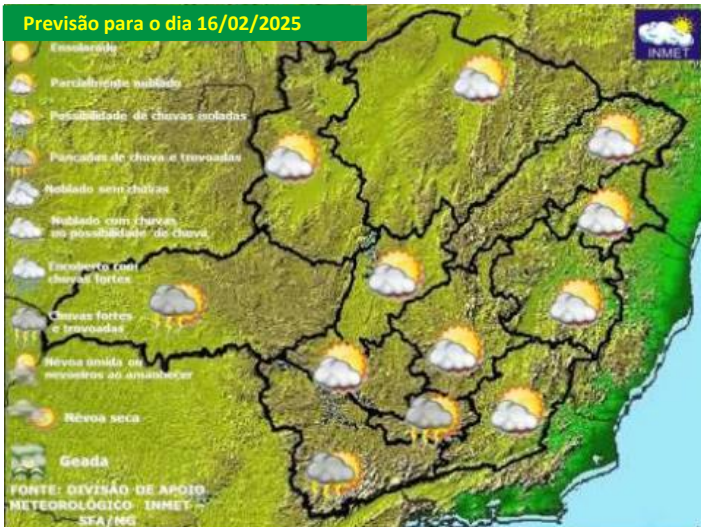 Previsão para o dia 16/02/2025
INMET
Ensolarado
Parcialmente nublado
Possibilidade de chuvas isoladas
Pancadas de chuva e trovoadas
Nublado sem chuvas
Nublado com chuvas
ou possibilidade de chuva
Encoberto com
chuvas fortes
Chuvas fortes
e trovoadas
Névoa úmida ou
nevoeiros ao amanhecer
Névoa seca
Geada
FONTE: DIVISÃO DE APOIO
METEOROLÓGICO INMET -
SFA/MG